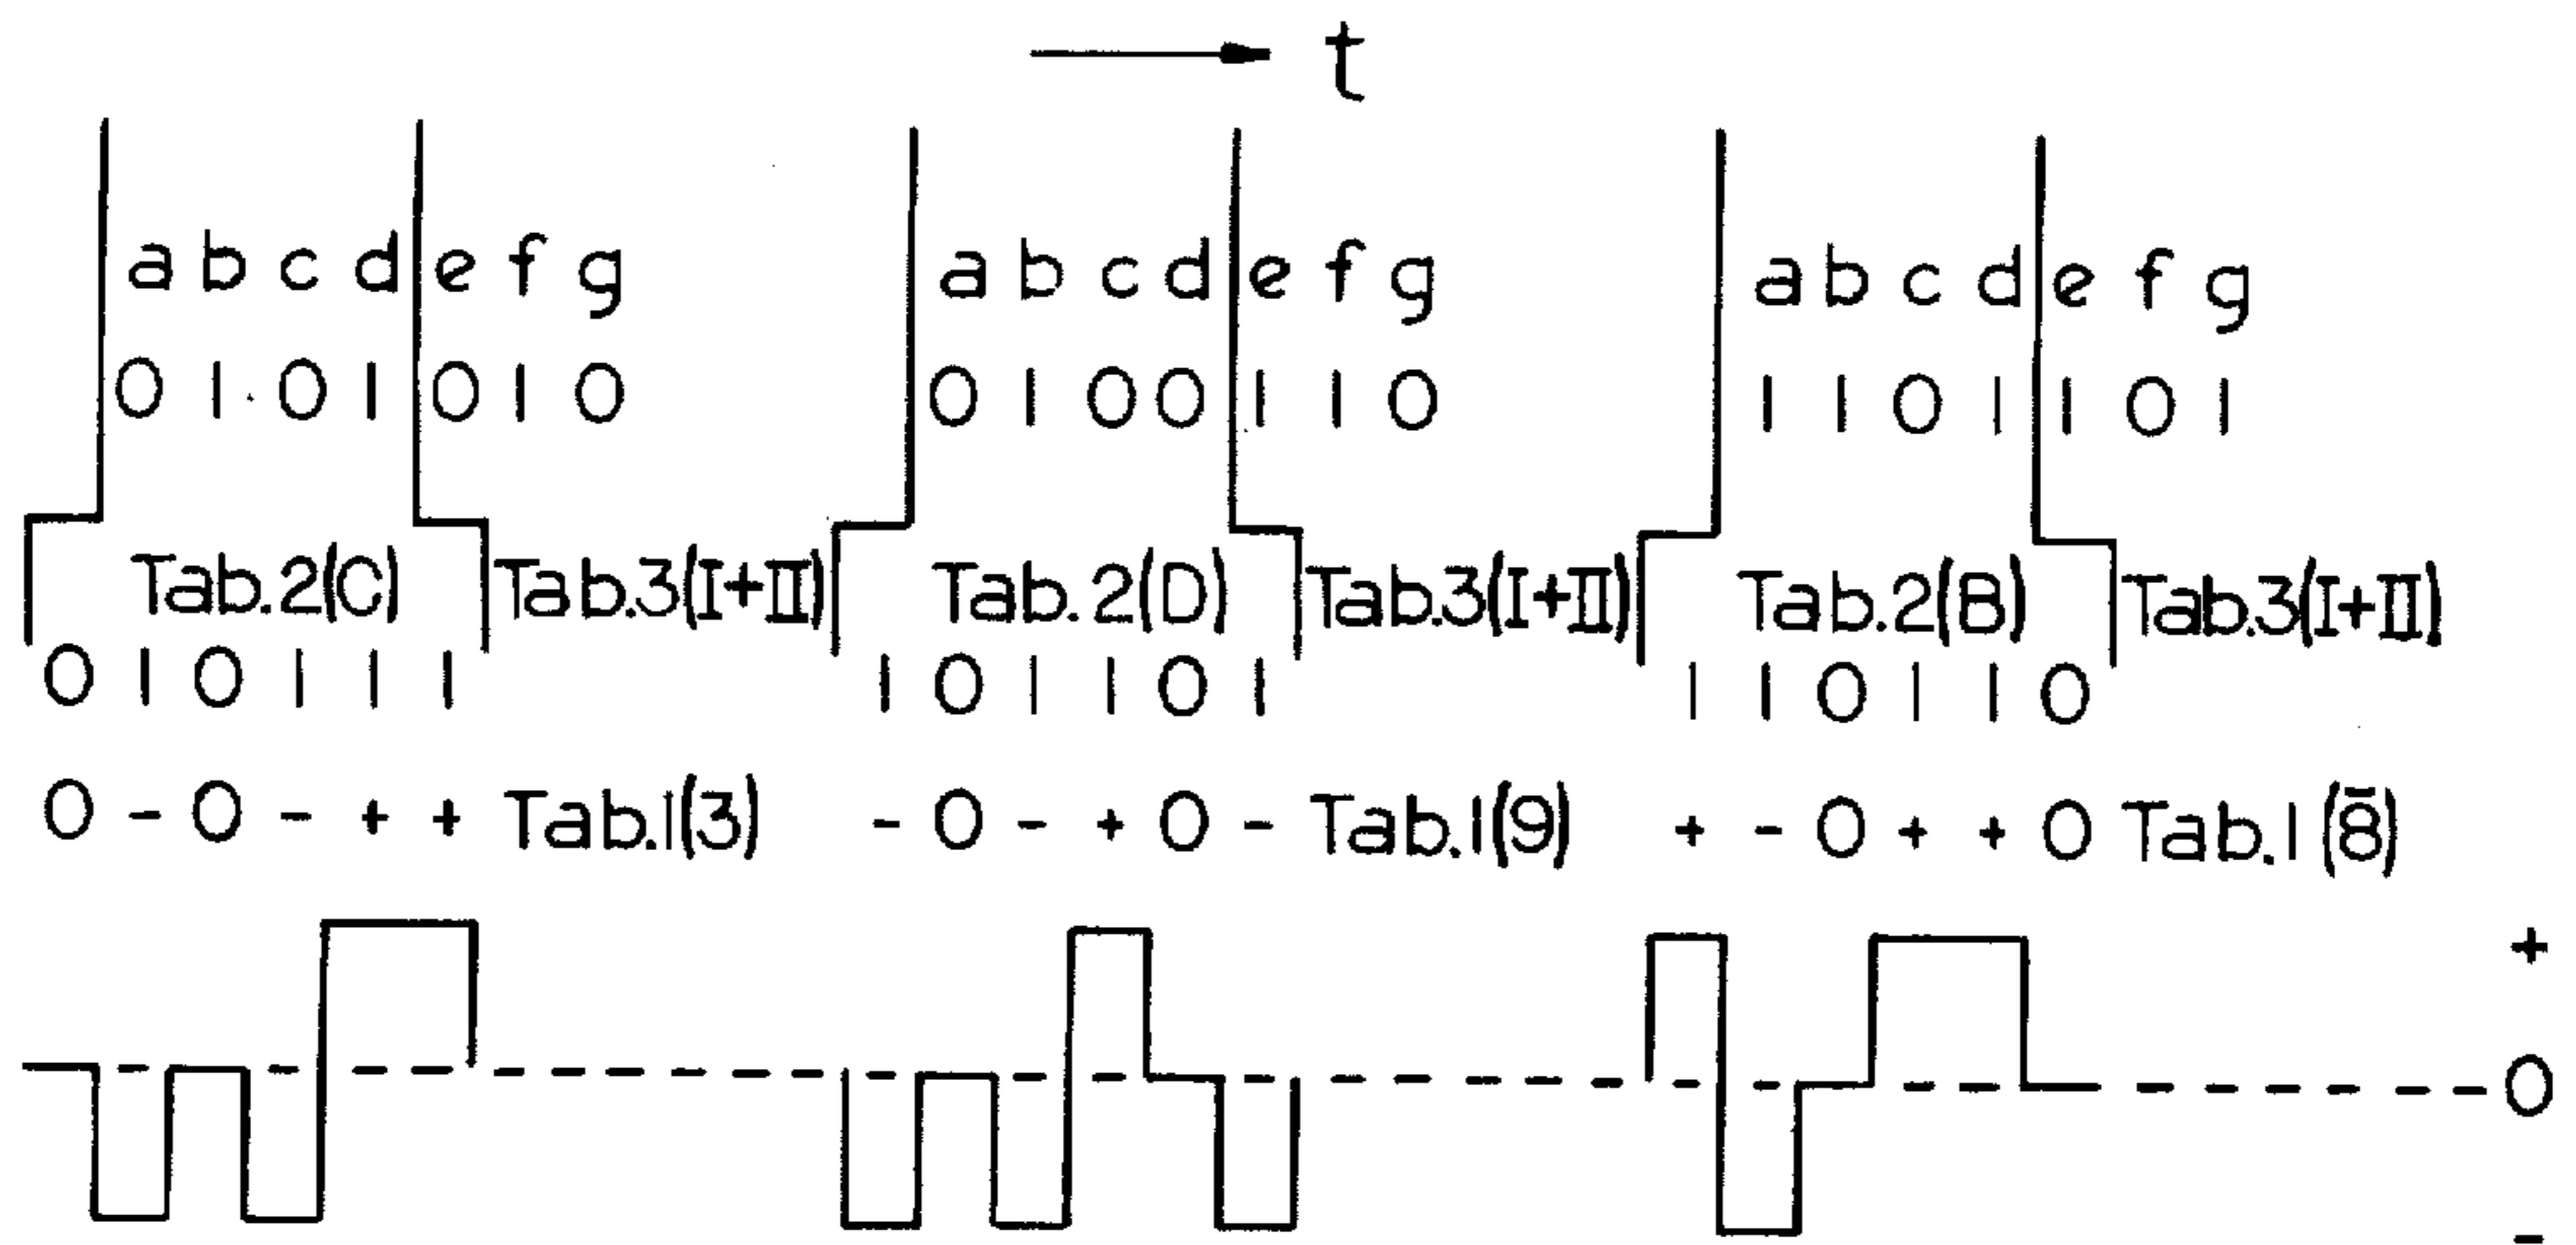 t
a b c d e f g a b c d e f g a b c d e f g
0 1 0 1 0 1 0 0 1 0 0 1 1 0 1 1 0 1 1 0 1
Tab.2(C) Tab.3(I+II) Tab.2(D) Tab.3(I+II) Tab.2(B) Tab.3(I+II)
0 1 0 1 1 1 1 0 1 1 0 1 1 1 0 1 1 0
0 - 0 - + + Tab.1(3) - 0 - + 0 - Tab.1(9) + - 0 + + 0 Tab.1(8̄)
+
0
-